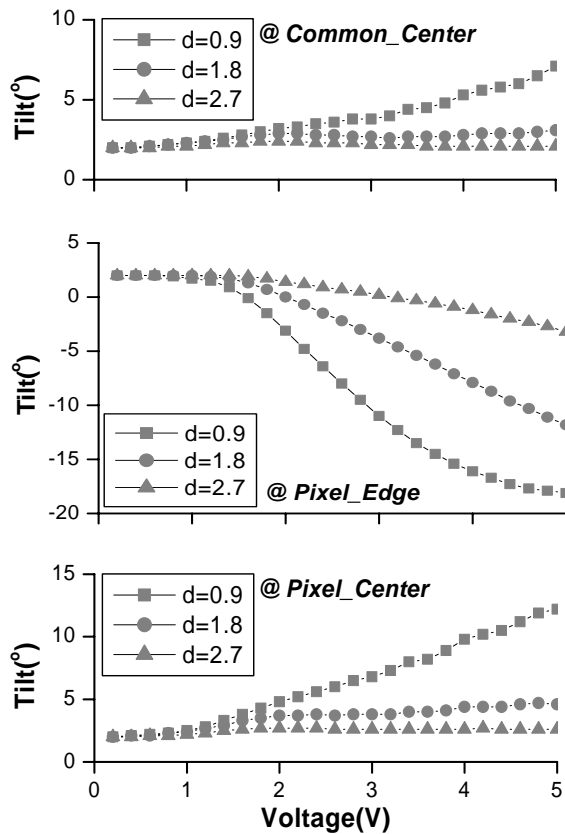 10
5
0
Tilt(°)
d=0.9
d=1.8
d=2.7
@ Common_Center
5
0
-5
-10
-15
-20
Tilt(°)
d=0.9
d=1.8
d=2.7
@ Pixel_Edge
15
10
5
0
Tilt(°)
d=0.9
d=1.8
d=2.7
@ Pixel_Center
0 1 2 3 4 5
Voltage(V)